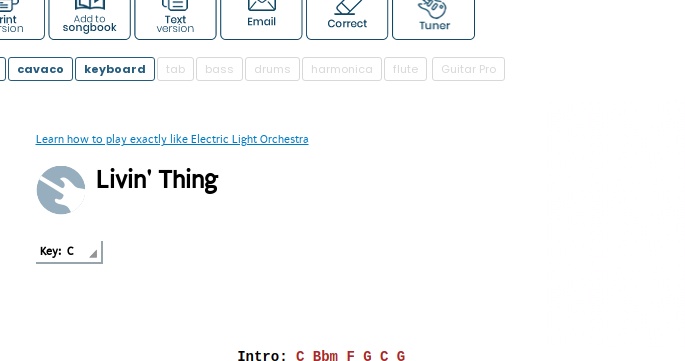 Print Add to Text Email Correct Tuner
version songbook version
cavaco keyboard tab bass drums harmonica flute Guitar Pro
Learn how to play exactly like Electric Light Orchestra
Livin' Thing
Key: C
Intro: C Bbm F G C G